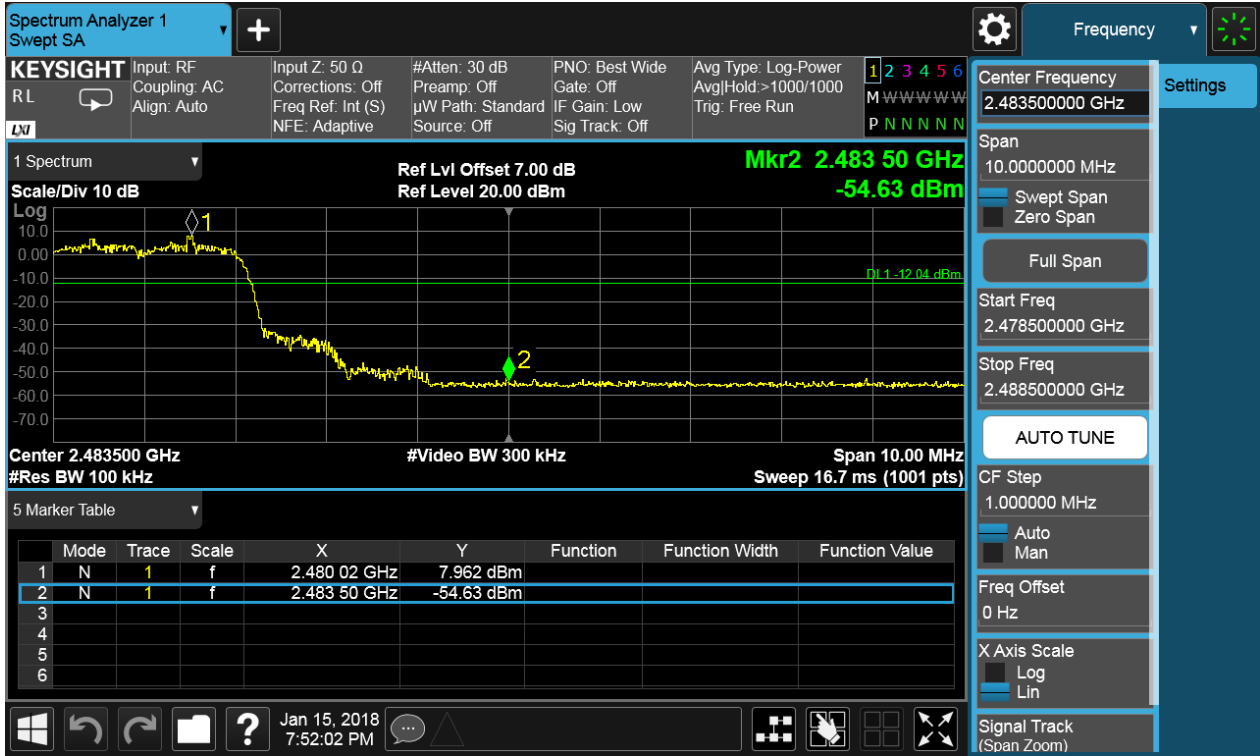 Spectrum Analyzer 1
Swept SA
Frequency
KEYSIGHT
RL
LXI
Input: RF
Coupling: AC
Align: Auto
Input Z: 50 Ω
Corrections: Off
Freq Ref: Int (S)
NFE: Adaptive
#Atten: 30 dB
Preamp: Off
µW Path: Standard
Source: Off
PNO: Best Wide
Gate: Off
IF Gain: Low
Sig Track: Off
Avg Type: Log-Power
Avg|Hold:>1000/1000
Trig: Free Run
1 2 3 4 5 6
M W W W W W
P N N N N N
1 Spectrum
Ref Lvl Offset 7.00 dB
Mkr2 2.483 50 GHz
Scale/Div 10 dB
Ref Level 20.00 dBm
-54.63 dBm
Log
10.0
0.00
-10.0
-20.0
-30.0
-40.0
-50.0
-60.0
-70.0
1
DL1 -12.04 dBm
2
Center 2.483500 GHz
#Video BW 300 kHz
Span 10.00 MHz
#Res BW 100 kHz
Sweep 16.7 ms (1001 pts)
5 Marker Table
Mode Trace Scale X Y Function Function Width Function Value
1 N 1 f 2.480 02 GHz 7.962 dBm
2 N 1 f 2.483 50 GHz -54.63 dBm
3
4
5
6
Jan 15, 2018
7:52:02 PM
Center Frequency
2.483500000 GHz
Span
10.0000000 MHz
Swept Span
Zero Span
Full Span
Start Freq
2.478500000 GHz
Stop Freq
2.488500000 GHz
AUTO TUNE
CF Step
1.000000 MHz
Auto
Man
Freq Offset
0 Hz
X Axis Scale
Log
Lin
Signal Track
(Span Zoom)
Settings